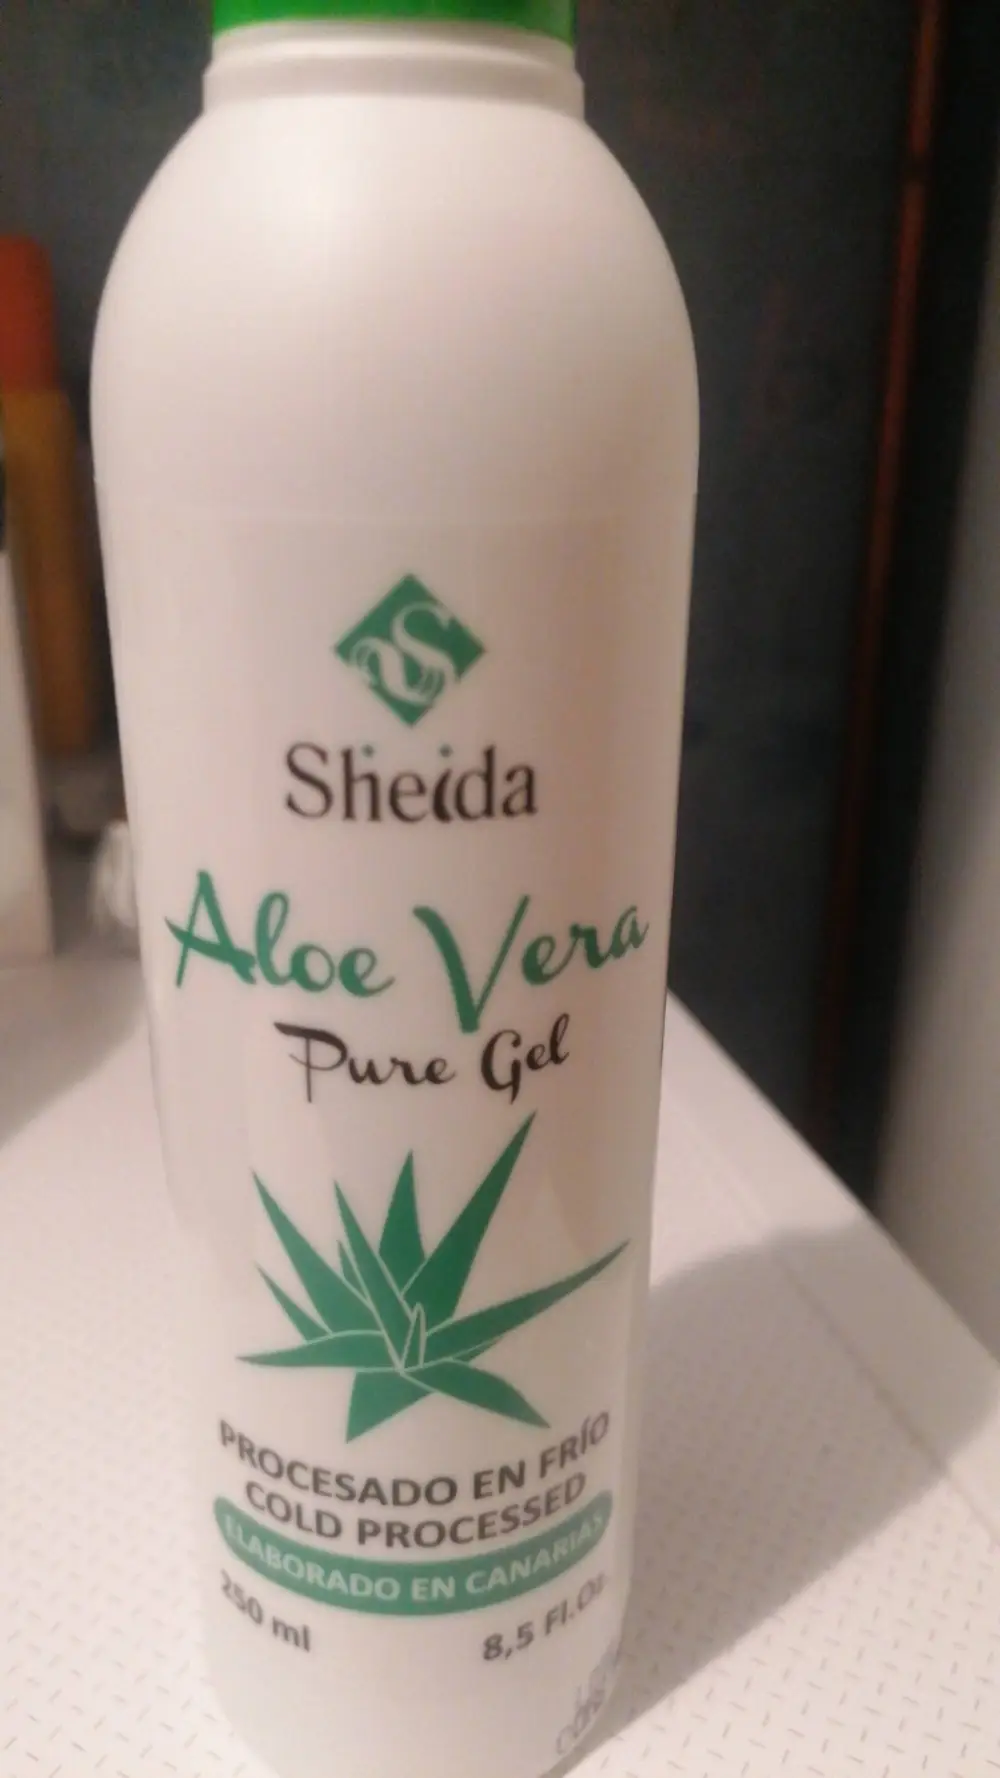 Sheida
Aloe Vera
Pure Gel
PROCESADO EN FRÍO
COLD PROCESSED
ELABORADO EN CANARIAS
250 ml
8,5 Fl.Oz